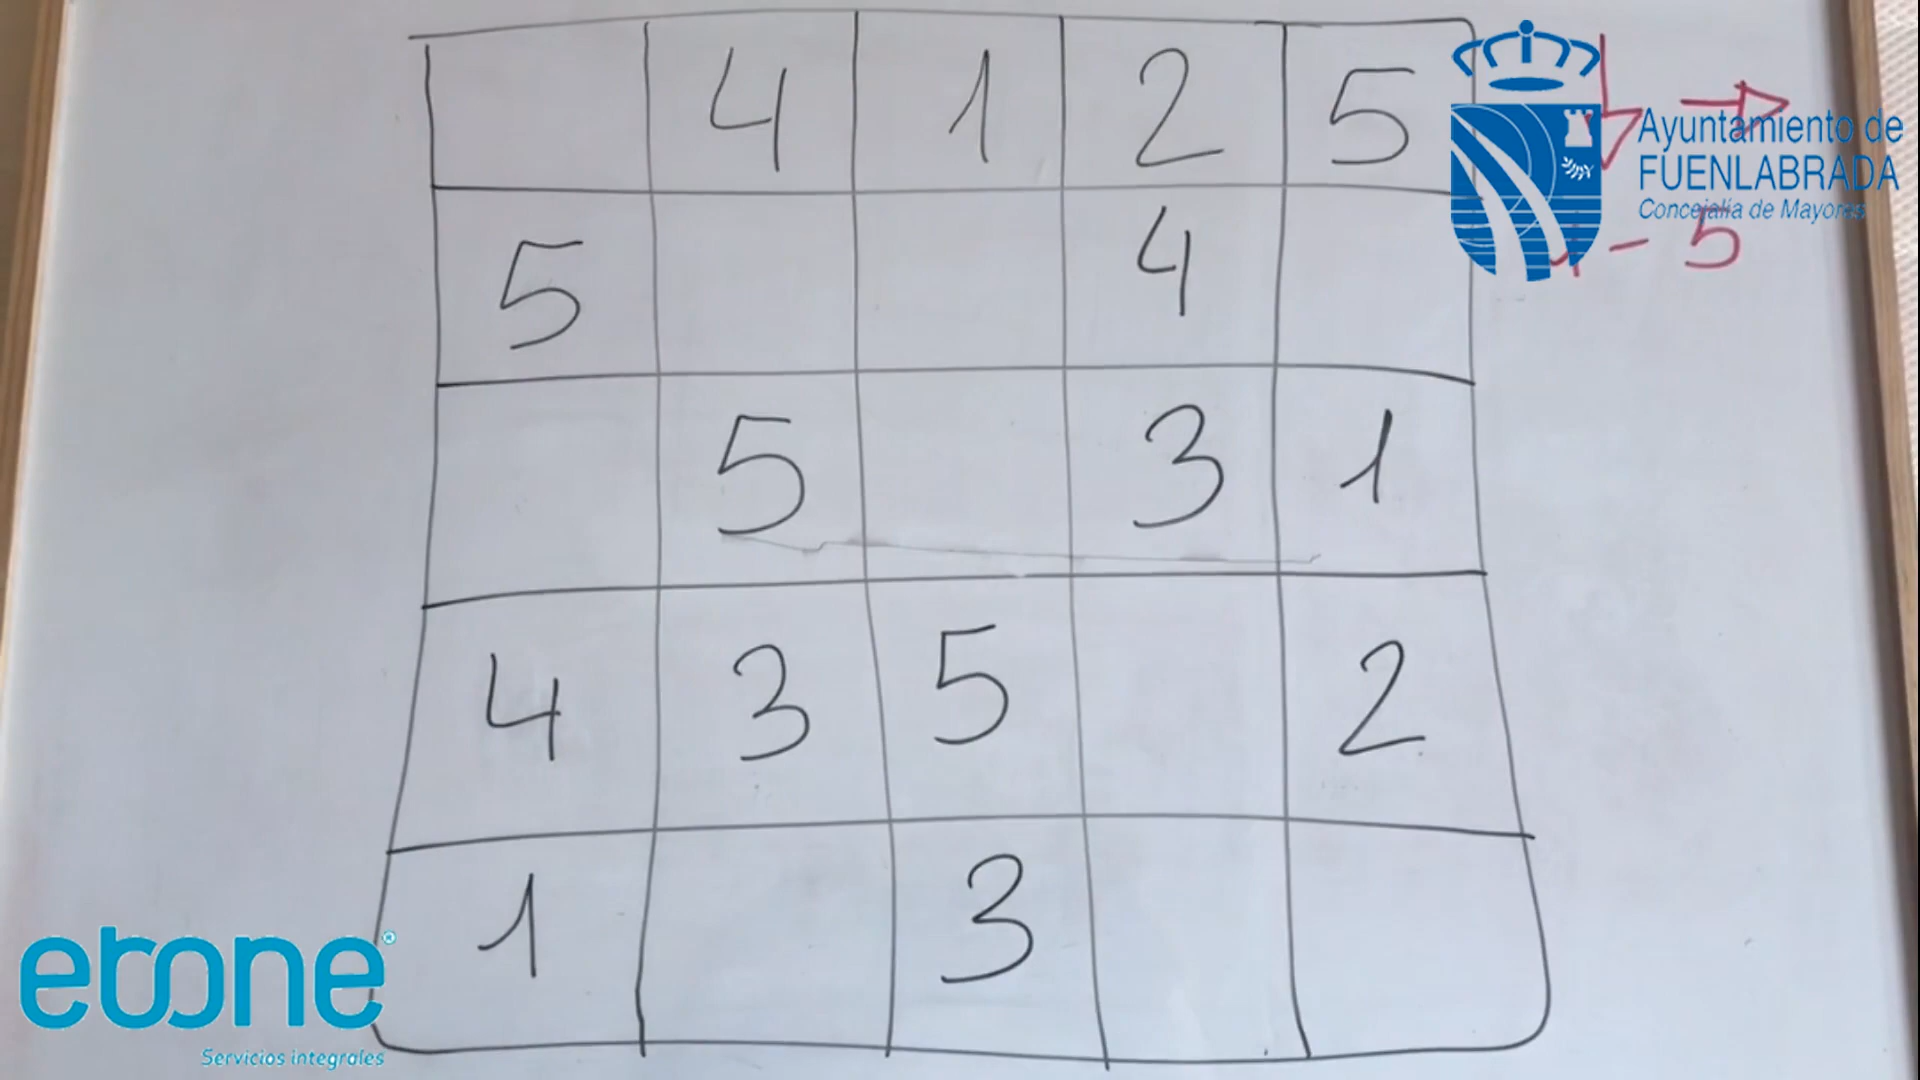 4 1 2 5
5 4
5 3 1
4 3 5 2
1 3
Ayuntamiento de
FUENLABRADA
Concejalía de Mayores
- 5
etone
Servicios integrales